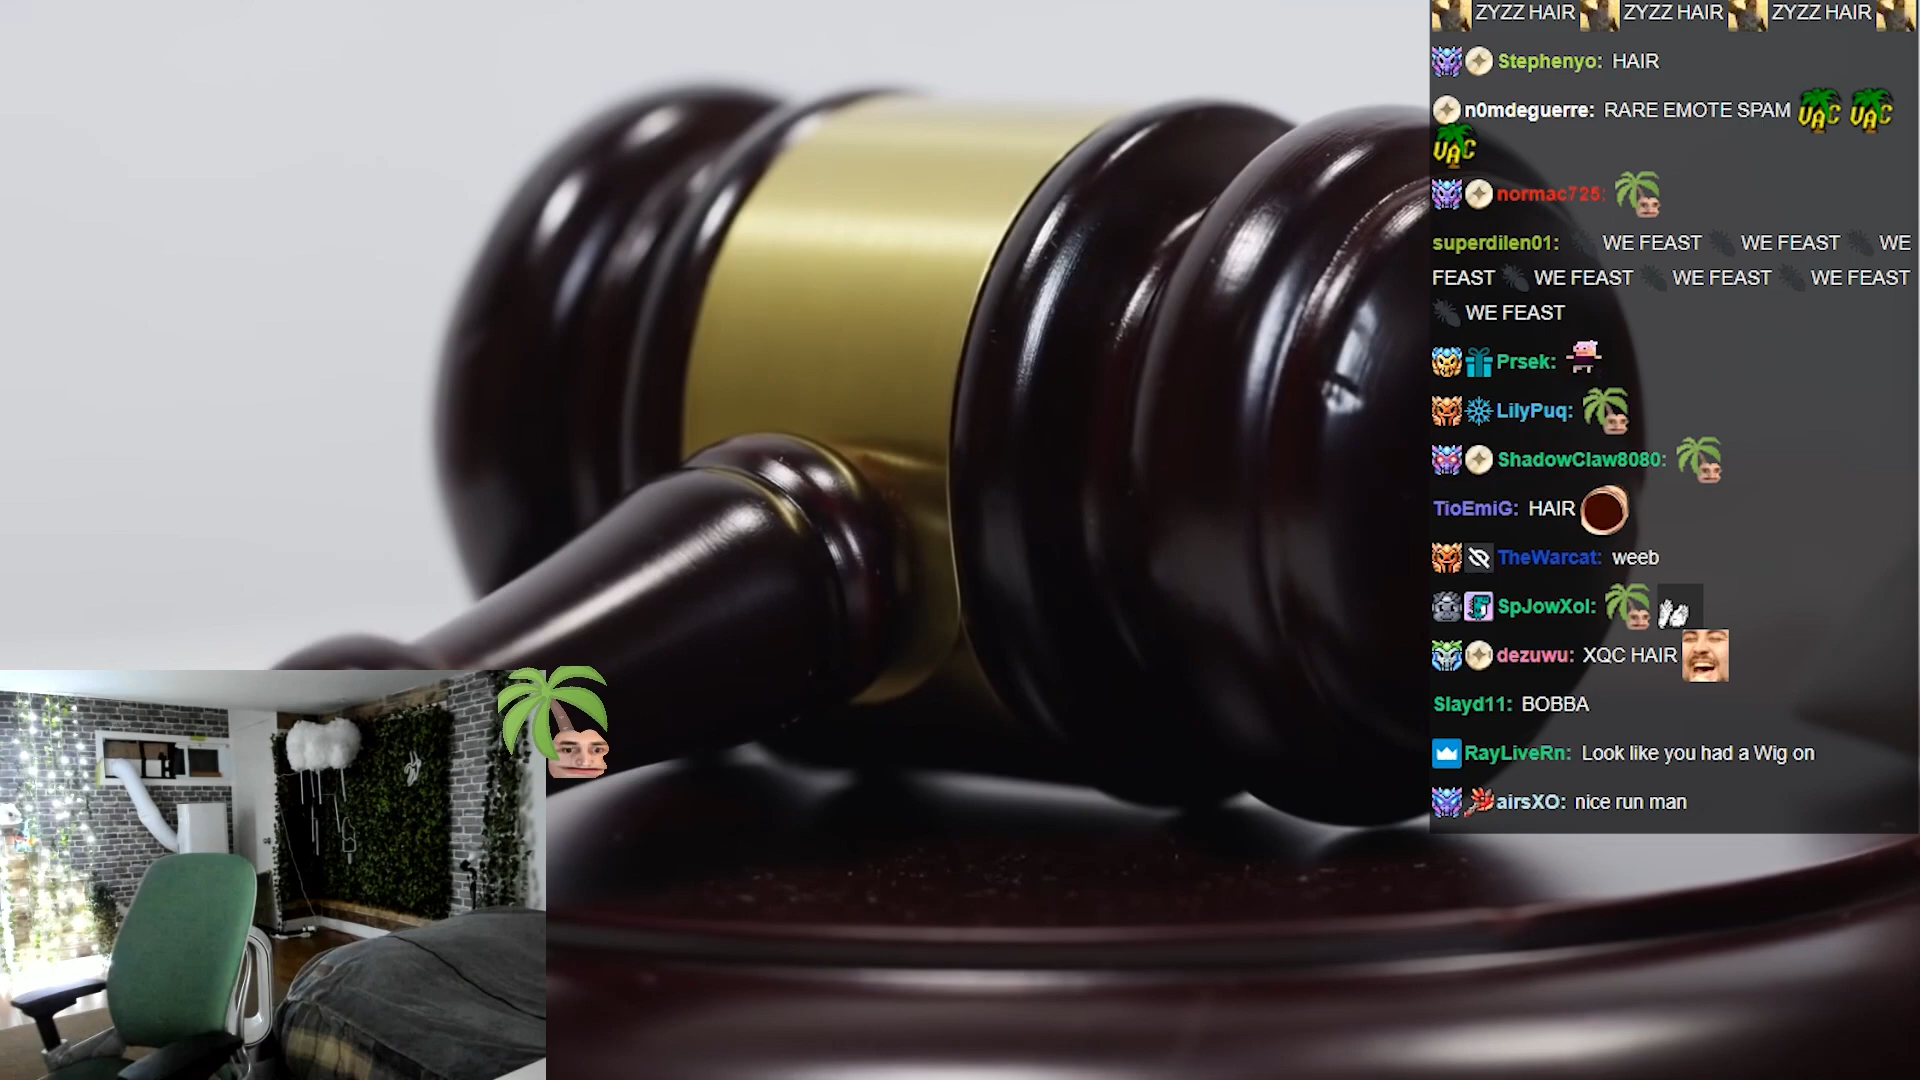 ZYZZ HAIR ZYZZ HAIR ZYZZ HAIR
Stephenyo: HAIR
n0mdeguerre: RARE EMOTE SPAM VAC VAC
VAC
normac725:
superdilen01: WE FEAST WE FEAST WE
FEAST WE FEAST WE FEAST WE FEAST
WE FEAST
Prsek:
LilyPuq:
ShadowClaw8080:
TioEmiG: HAIR
TheWarcat: weeb
SpJowXol:
dezuwu: XQC HAIR
Slayd11: BOBBA
RayLiveRn: Look like you had a Wig on
airsXO: nice run man